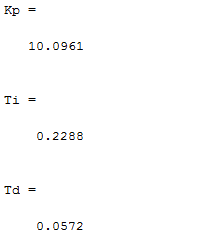 Kp =
10.0961
Ti =
0.2288
Td =
0.0572